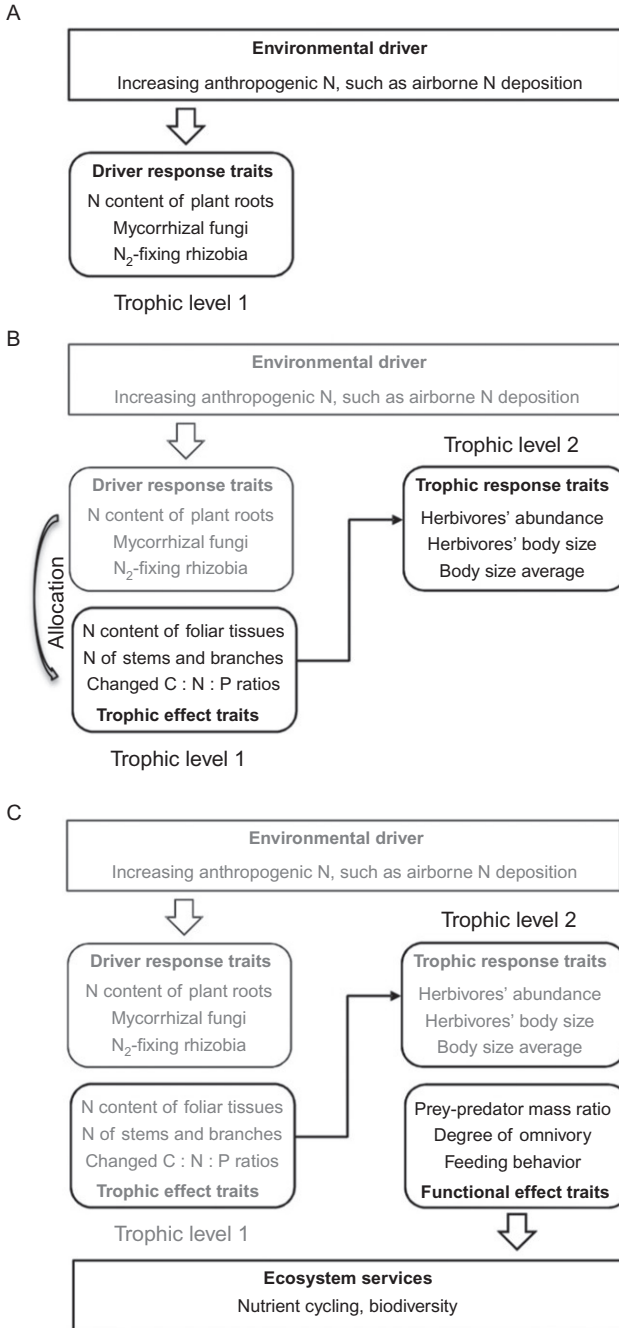 A
Environmental driver
Increasing anthropogenic N, such as airborne N deposition
Driver response traits
N content of plant roots
Mycorrhizal fungi
N₂-fixing rhizobia
Trophic level 1
B
Environmental driver
Increasing anthropogenic N, such as airborne N deposition
Driver response traits
N content of plant roots
Mycorrhizal fungi
N₂-fixing rhizobia
Allocation
N content of foliar tissues
N of stems and branches
Changed C : N : P ratios
Trophic effect traits
Trophic level 1
Trophic level 2
Trophic response traits
Herbivores’ abundance
Herbivores’ body size
Body size average
C
Environmental driver
Increasing anthropogenic N, such as airborne N deposition
Driver response traits
N content of plant roots
Mycorrhizal fungi
N₂-fixing rhizobia
N content of foliar tissues
N of stems and branches
Changed C : N : P ratios
Trophic effect traits
Trophic level 1
Trophic level 2
Trophic response traits
Herbivores’ abundance
Herbivores’ body size
Body size average
Prey-predator mass ratio
Degree of omnivory
Feeding behavior
Functional effect traits
Ecosystem services
Nutrient cycling, biodiversity